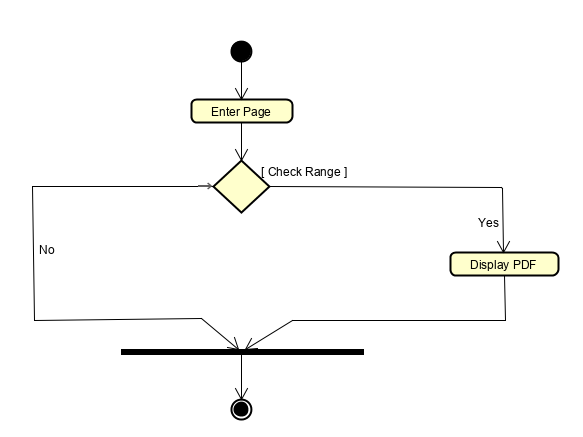 Enter Page
[ Check Range ]
Yes
No
Display PDF